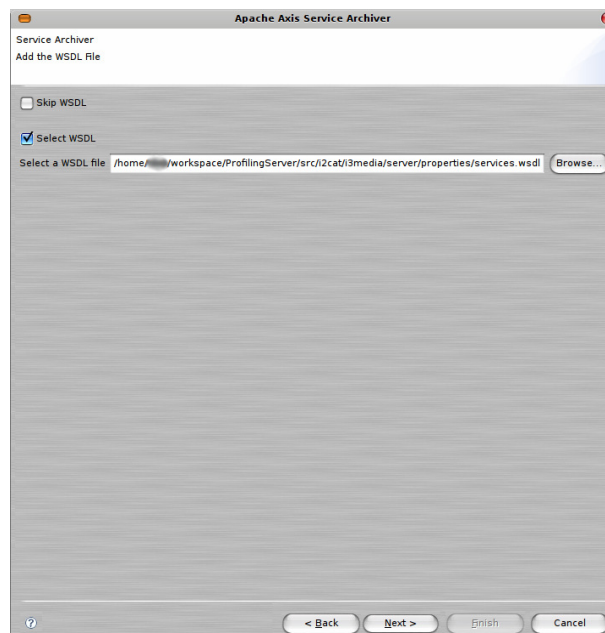 Apache Axis Service Archiver
Service Archiver
Add the WSDL File
Skip WSDL
Select WSDL
Select a WSDL file /home/ /workspace/ProfilingServer/src/i2cat/i3media/server/properties/services.wsdl Browse...
? < Back Next > Finish Cancel